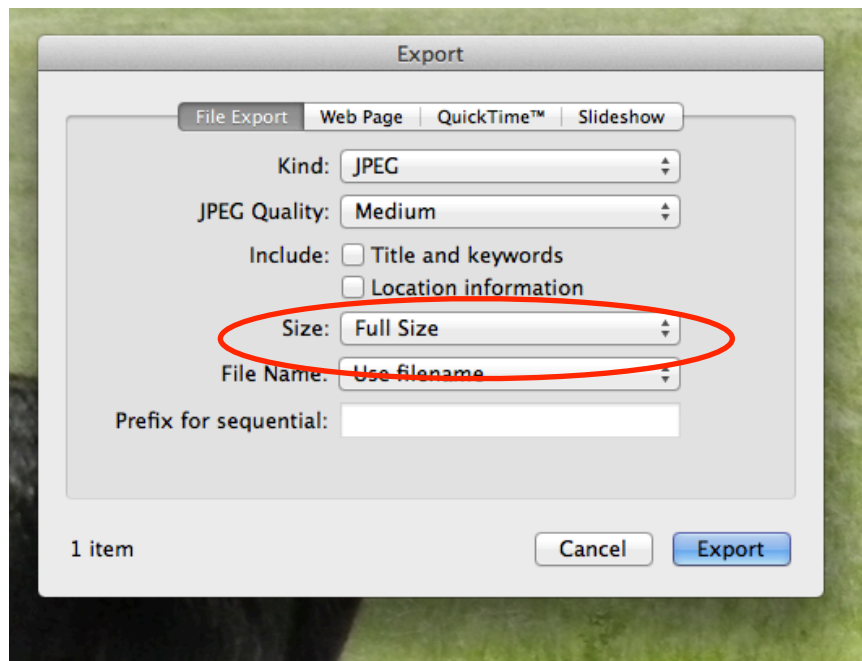 Export
File Export Web Page QuickTime™ Slideshow
Kind: JPEG
JPEG Quality: Medium
Include: Title and keywords
Location information
Size: Full Size
File Name: Use filename
Prefix for sequential:
1 item Cancel Export